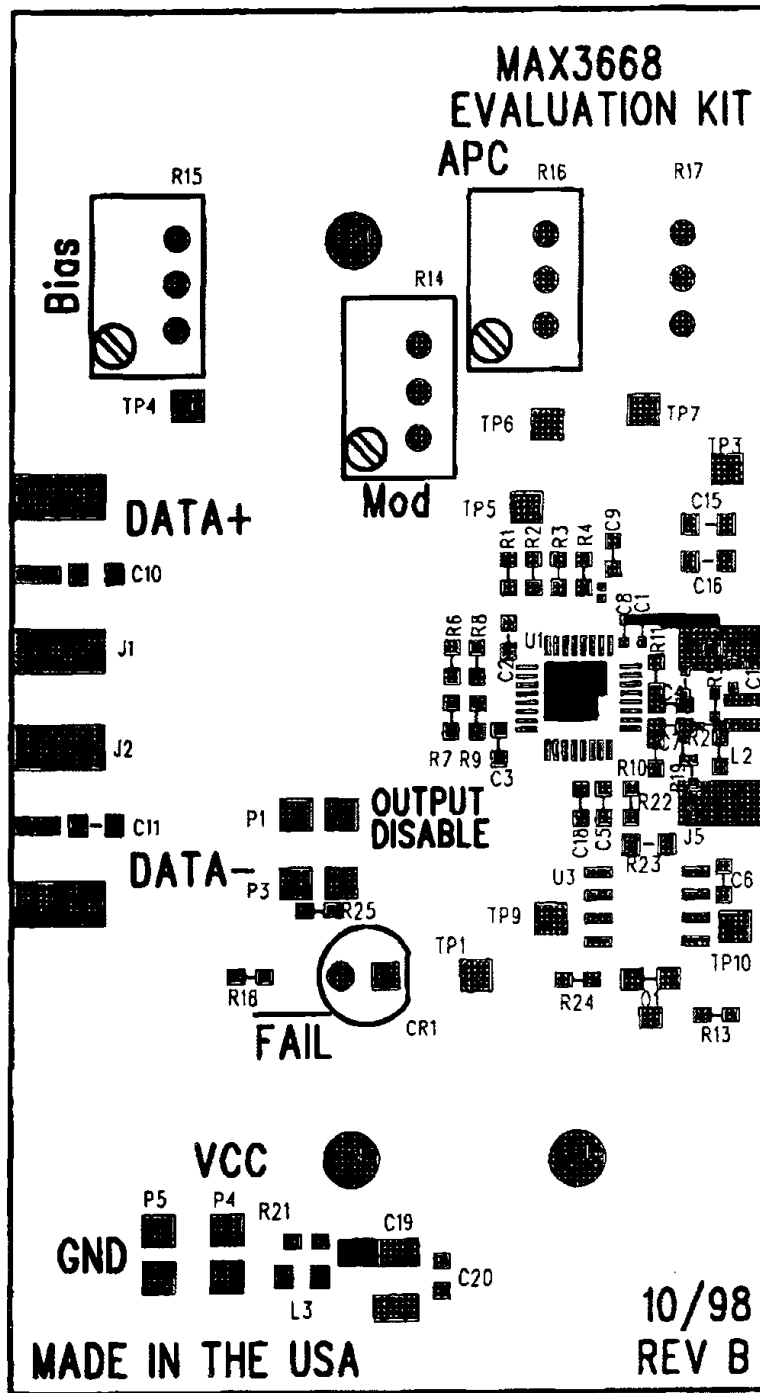 MAX3668
EVALUATION KIT
APC
R15
R16
R17
Bias
R14
TP4
TP6
TP7
TP3
Mod
TP5
DATA+
C15
R1
R2
R3
R4
C9
C10
C16
C8
C1
J1
R6
R8
C2
U1
R11
J2
R7
R9
C3
R10
R19
L2
C11
P1
OUTPUT
DISABLE
C18
C5
R22
J5
DATA-
P3
R23
U3
C6
R25
TP9
TP10
TP1
R18
R24
Q1
R13
CR1
FAIL
VCC
P5
P4
R21
C19
GND
C20
L3
10/98
MADE IN THE USA
REV B